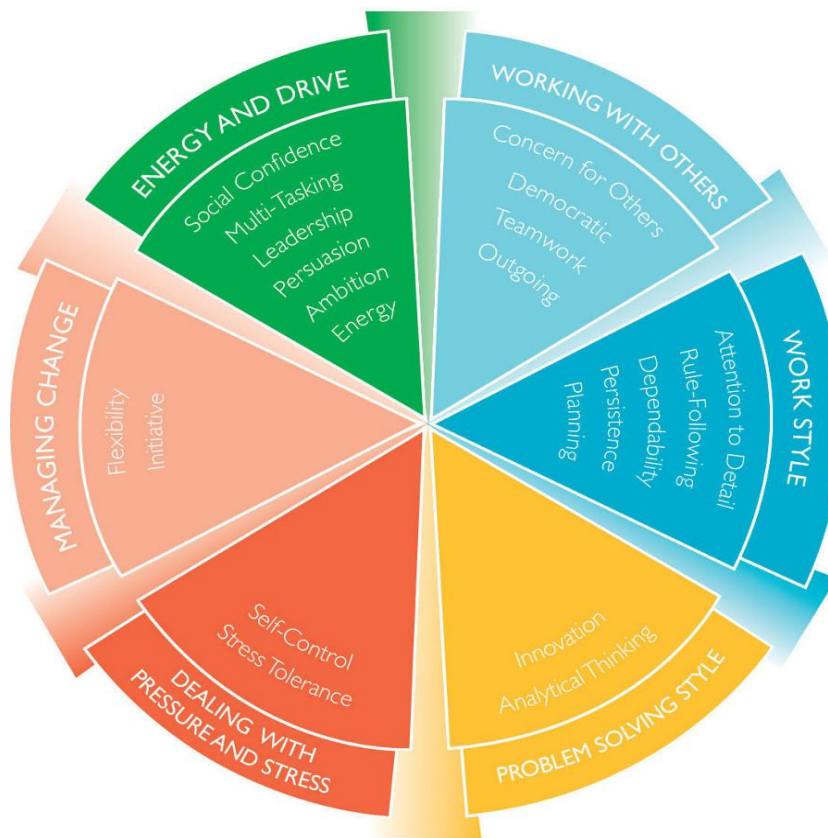 ENERGY AND DRIVE
Social Confidence
Multi-Tasking
Leadership
Persuasion
Ambition
Energy
WORKING WITH OTHERS
Concern for Others
Democratic
Teamwork
Outgoing
WORK STYLE
Attention to Detail
Rule-Following
Dependability
Persistence
Planning
PROBLEM SOLVING STYLE
Innovation
Analytical Thinking
DEALING WITH
PRESSURE AND STRESS
Self-Control
Stress Tolerance
MANAGING CHANGE
Flexibility
Initiative